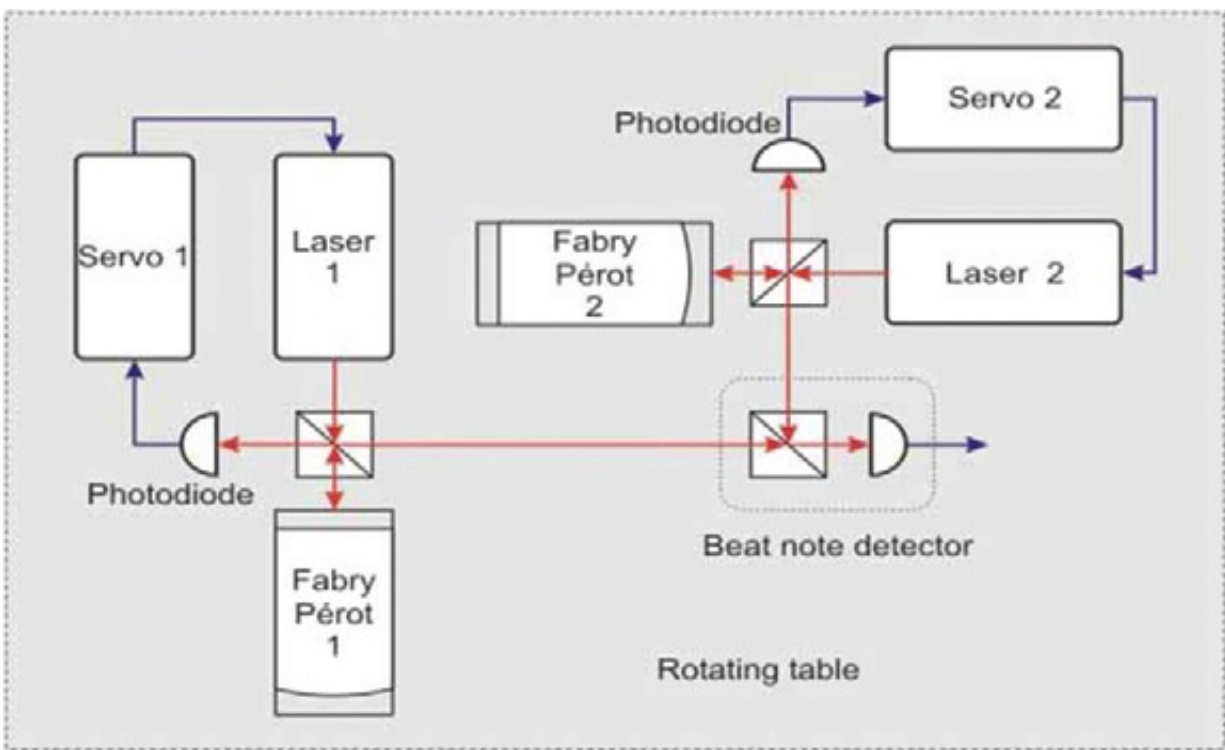 Servo 1
Laser
1
Photodiode
Fabry
Pérot
1
Photodiode
Servo 2
Fabry
Pérot
2
Laser 2
Beat note detector
Rotating table